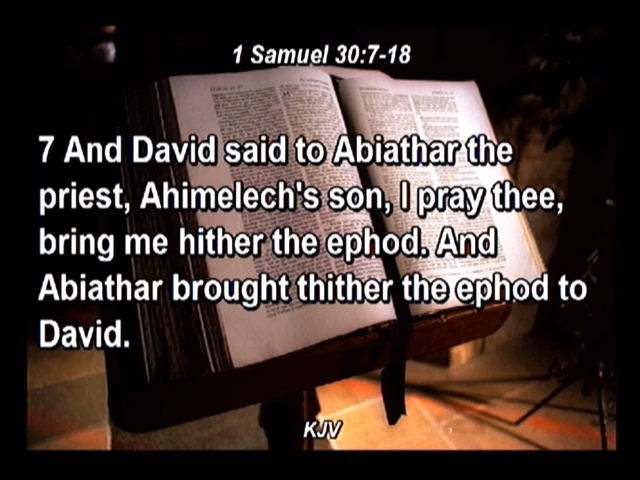 1 Samuel 30:7-18
7 And David said to Abiathar the
priest, Ahimelech's son, I pray thee,
bring me hither the ephod. And
Abiathar brought thither the ephod to
David.
KJV